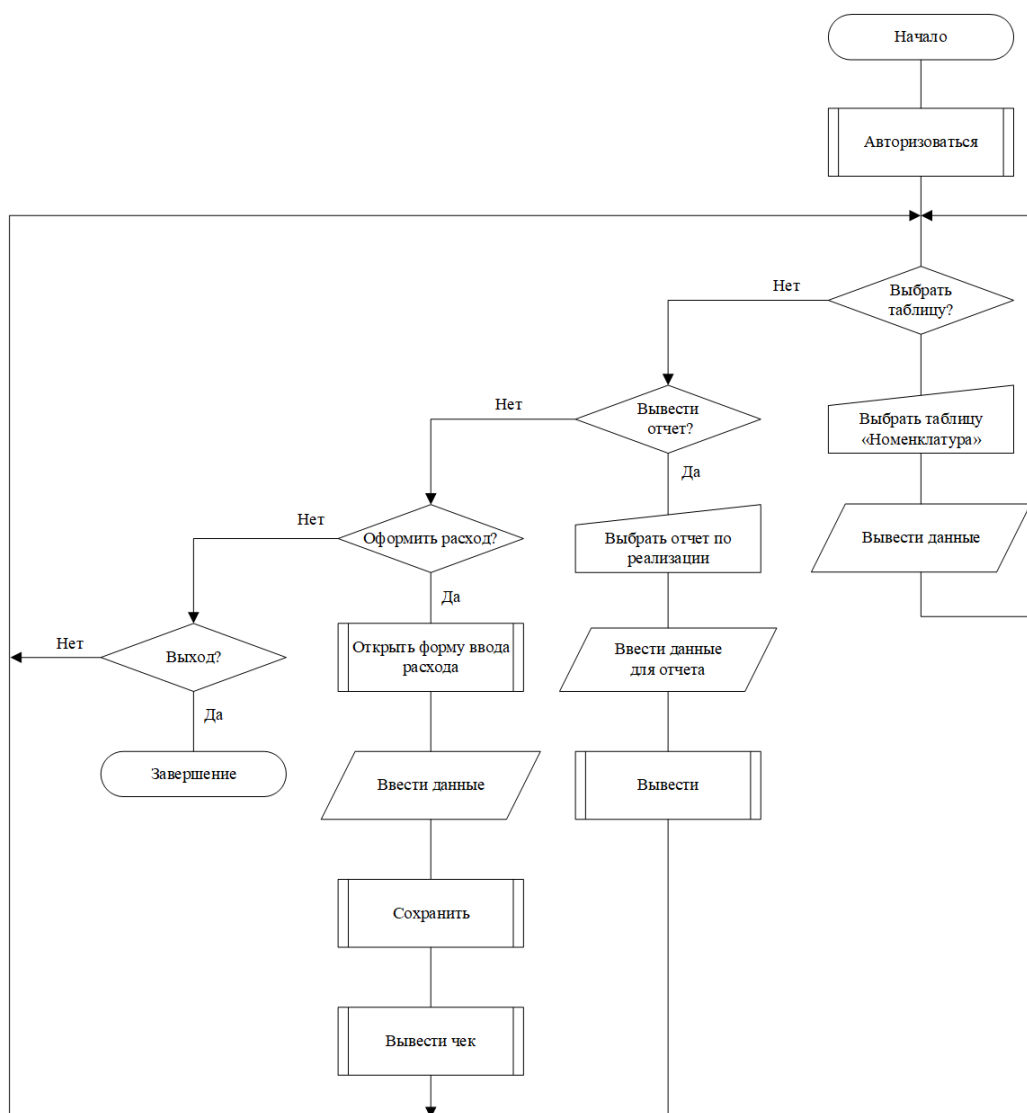 Начало
Авторизоваться
Нет
Выбрать
таблицу?
Нет
Вывести
отчет?
Выбрать таблицу
«Номенклатура»
Да
Нет
Оформить расход?
Выбрать отчет по
реализации
Вывести данные
Да
Нет
Выход?
Открыть форму ввода
расхода
Ввести данные
для отчета
Да
Завершение
Ввести данные
Вывести
Сохранить
Вывести чек